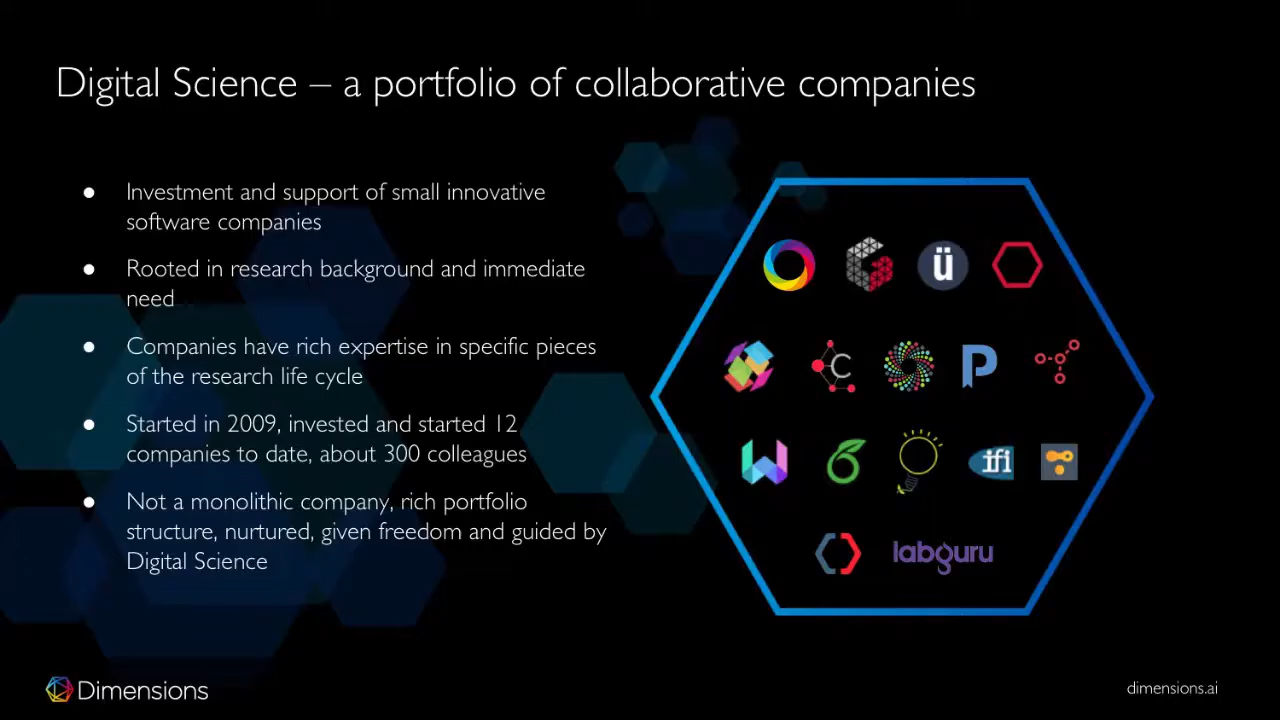 Digital Science – a portfolio of collaborative companies
● Investment and support of small innovative
software companies
● Rooted in research background and immediate
need
● Companies have rich expertise in specific pieces
of the research life cycle
● Started in 2009, invested and started 12
companies to date, about 300 colleagues
● Not a monolithic company, rich portfolio
structure, nurtured, given freedom and guided by
Digital Science
ü
C
P
W
ifi
labguru
Dimensions
dimensions.ai